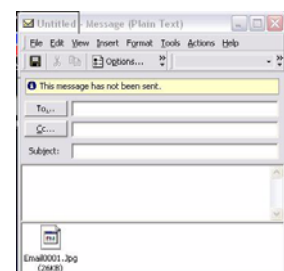 Untitled - Message (Plain Text)
File Edit View Insert Format Tools Actions Help
Options...
This message has not been sent.
To...
Cc...
Subject:
Email0001.Jpg
(26KB)